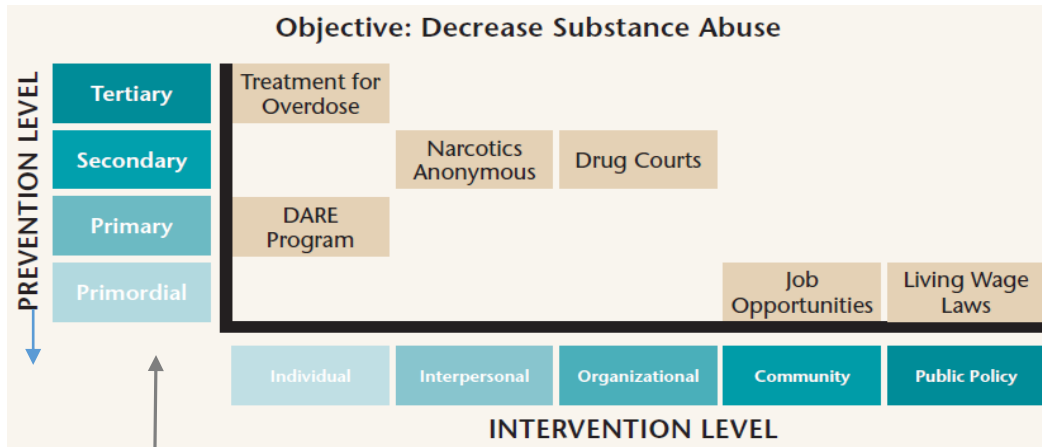 Objective: Decrease Substance Abuse
PREVENTION LEVEL
Tertiary
Treatment for
Overdose
Secondary
Narcotics
Anonymous
Drug Courts
Primary
DARE
Program
Primordial
Job
Opportunities
Living Wage
Laws
Individual
Interpersonal
Organizational
Community
Public Policy
INTERVENTION LEVEL